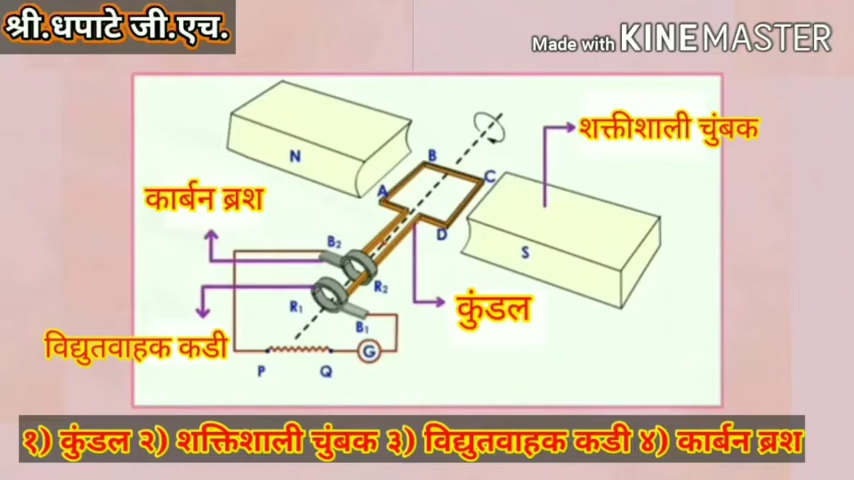 श्री.धपाटे जी.एच.
Made with KINEMASTER
शक्तीशाली चुंबक
N
B
C
A
कार्बन ब्रश
D
B₂
S
R₂
R₁
कुंडल
B₁
विद्युतवाहक कडी
G
P
Q
१) कुंडल २) शक्तिशाली चुंबक ३) विद्युतवाहक कडी ४) कार्बन ब्रश